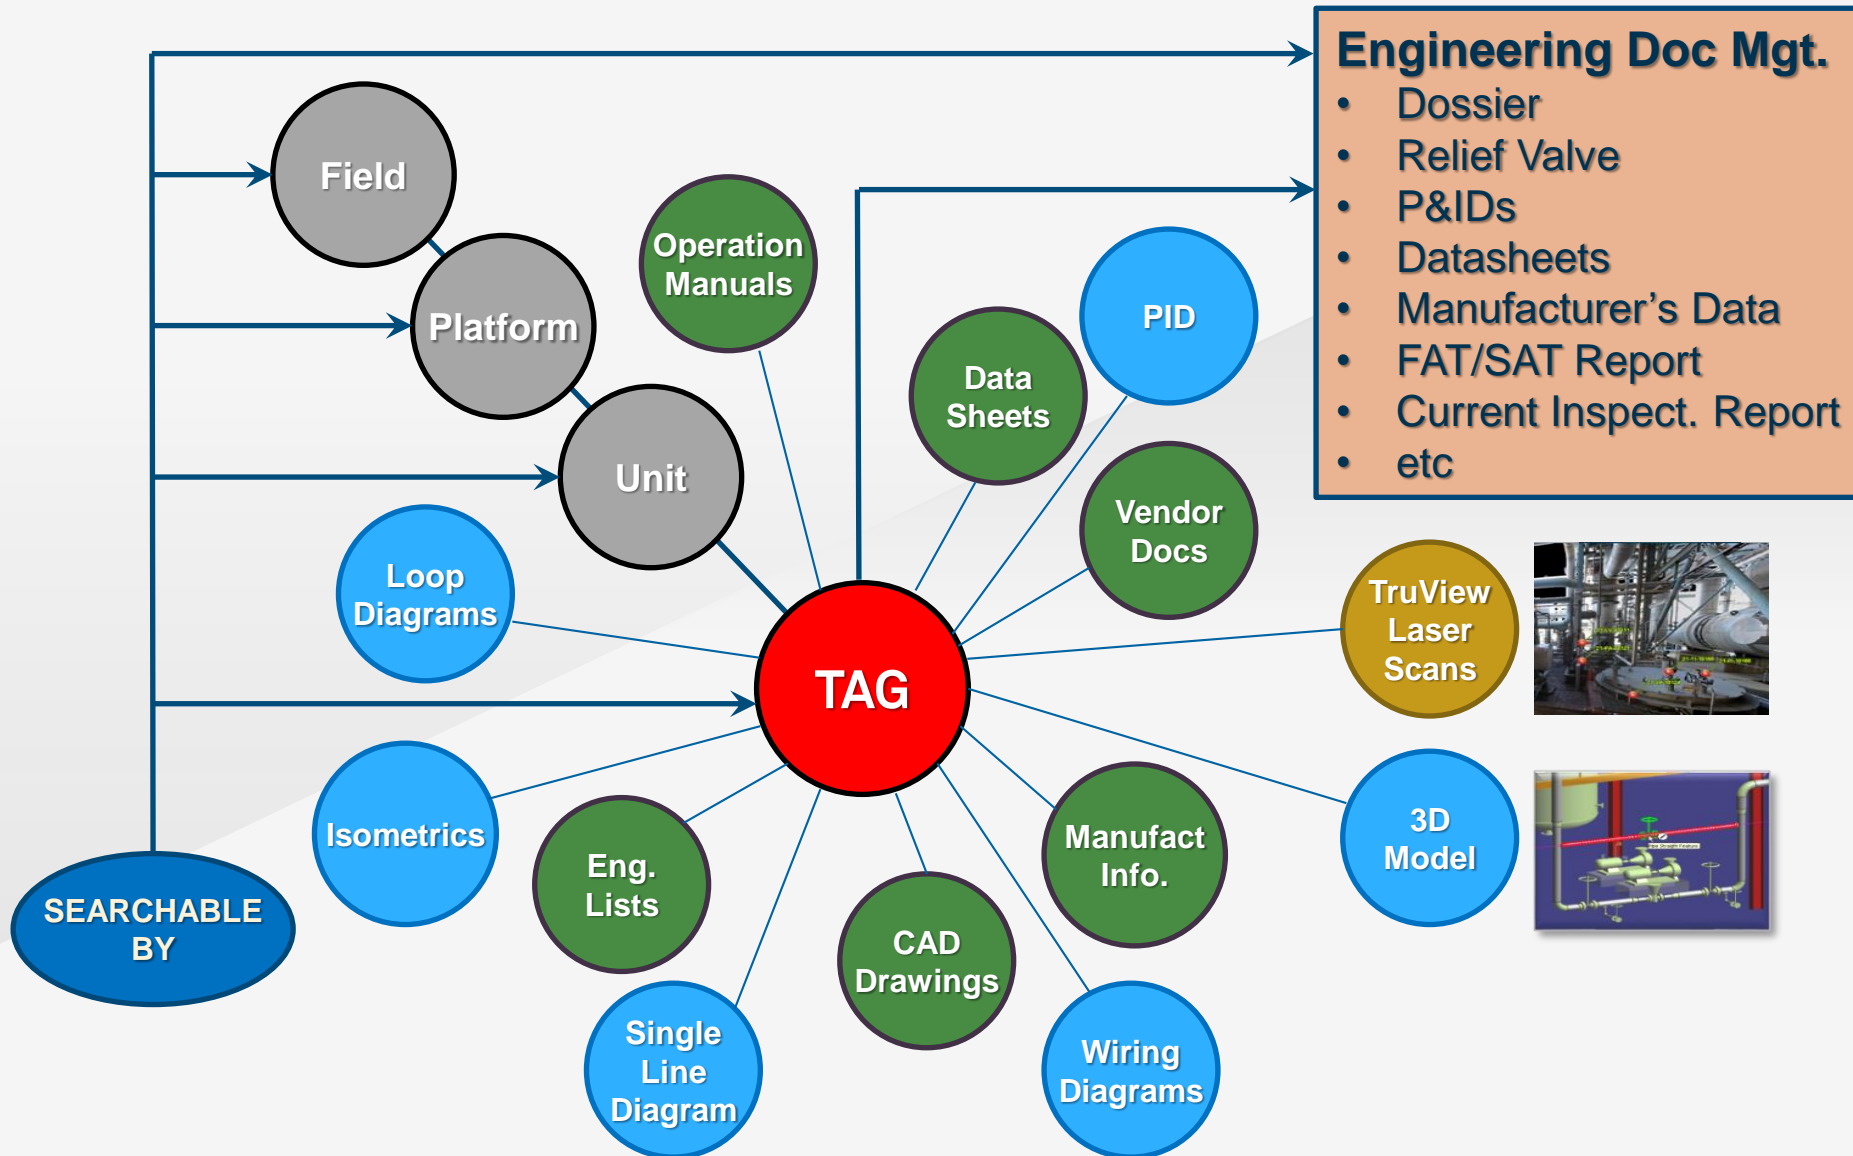 Engineering Doc Mgt.
• Dossier
• Relief Valve
• P&IDs
• Datasheets
• Manufacturer’s Data
• FAT/SAT Report
• Current Inspect. Report
• etc
Field
Platform
Unit
Operation
Manuals
Data
Sheets
PID
Vendor
Docs
Loop
Diagrams
TruView
Laser
Scans
TAG
Isometrics
Eng.
Lists
Manufact
Info.
3D
Model
SEARCHABLE
BY
CAD
Drawings
Single
Line
Diagram
Wiring
Diagrams